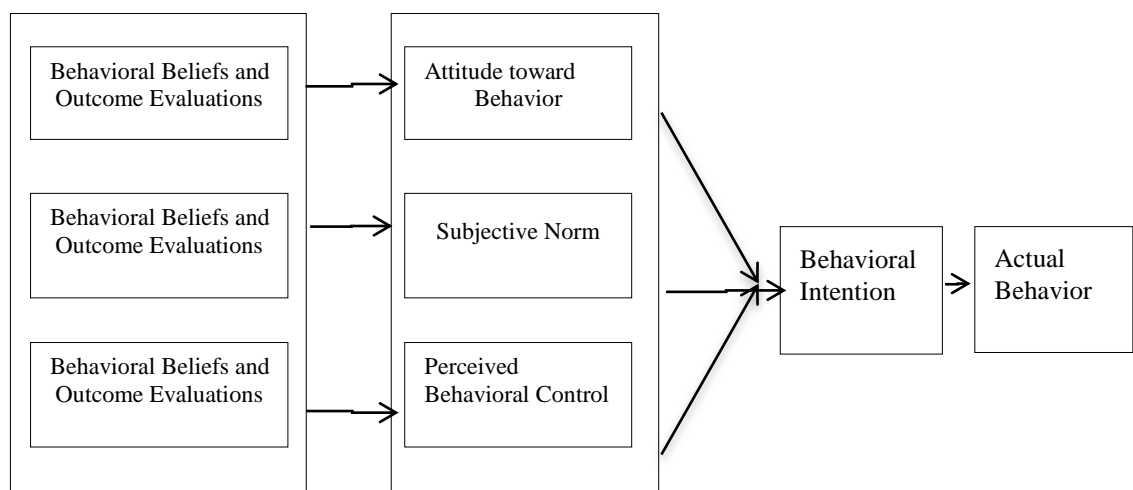 Behavioral Beliefs and
Outcome Evaluations
Attitude toward
Behavior
Behavioral Beliefs and
Outcome Evaluations
Subjective Norm
Behavioral
Intention
Actual
Behavior
Behavioral Beliefs and
Outcome Evaluations
Perceived
Behavioral Control